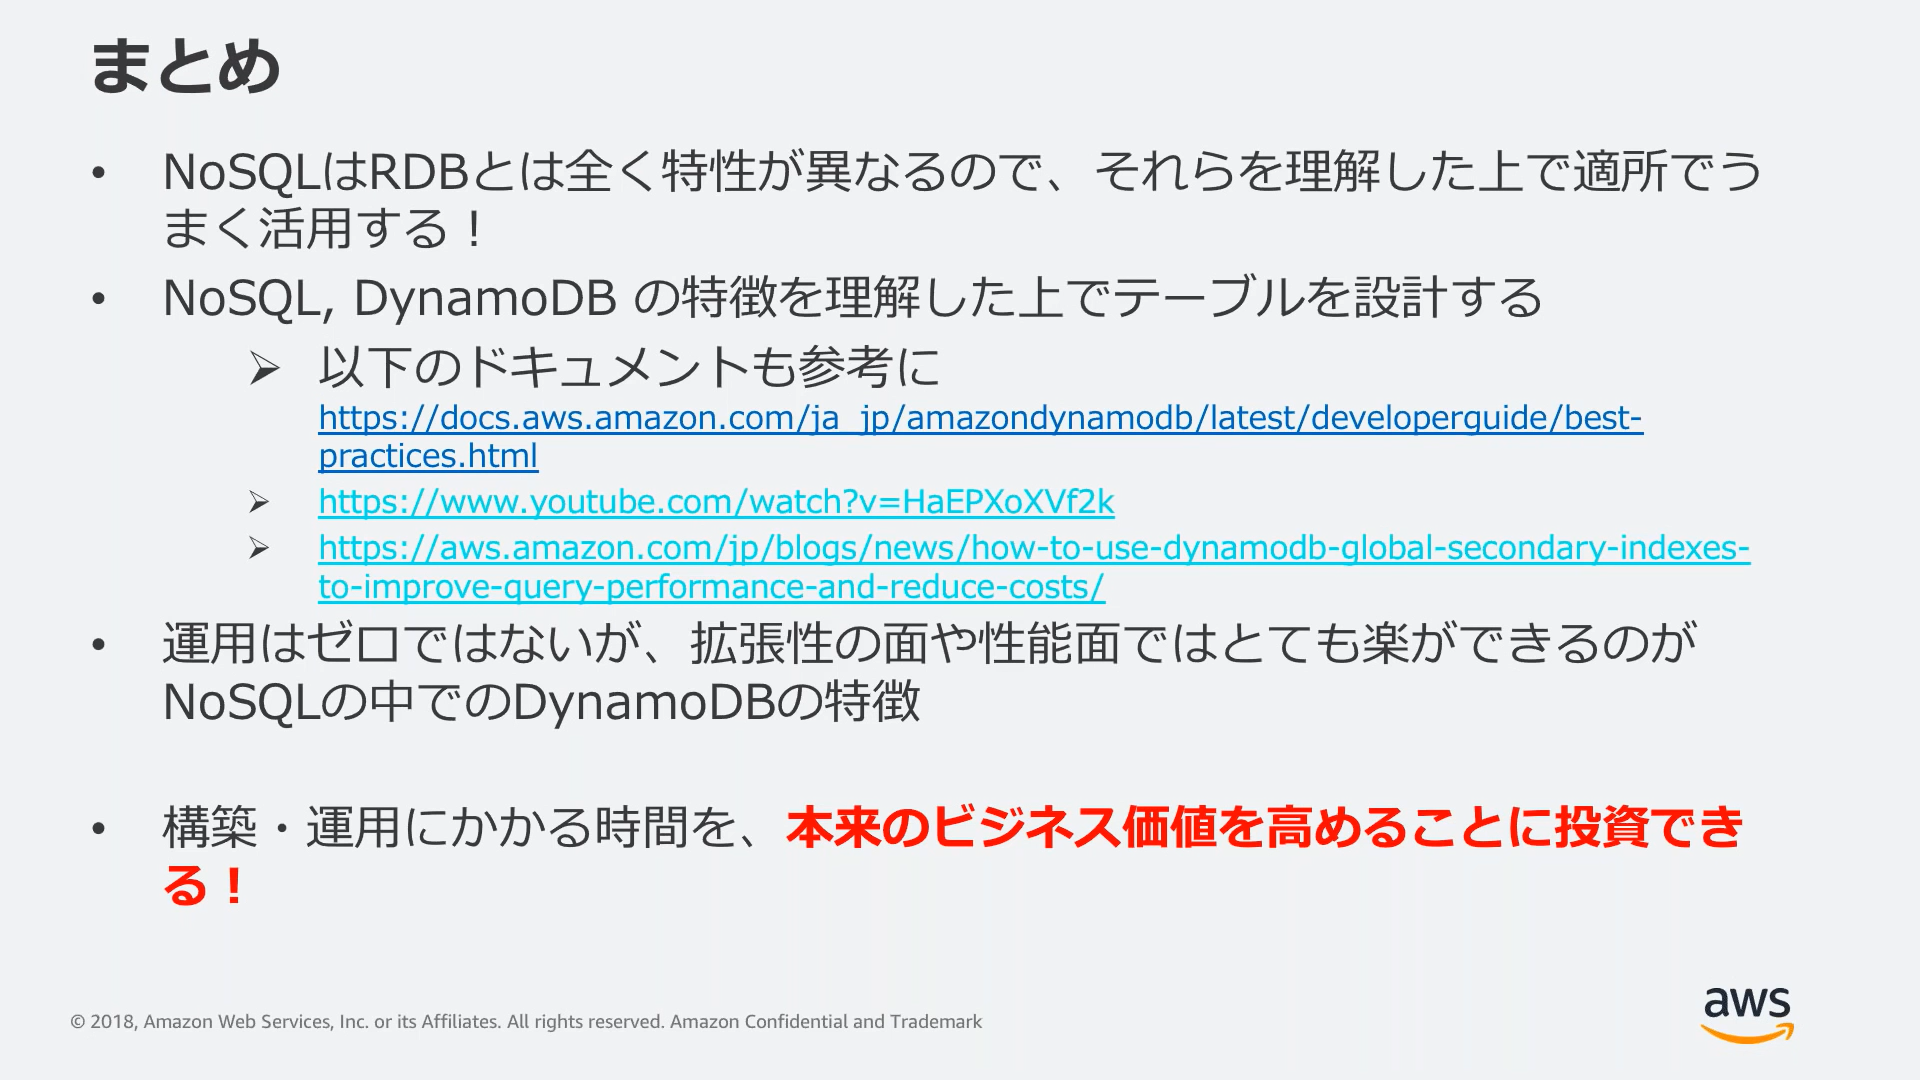 まとめ
• NoSQLはRDBとは全く特性が異なるので、それらを理解した上で適所でう
まく活用する！
• NoSQL, DynamoDB の特徴を理解した上でテーブルを設計する
➢ 以下のドキュメントも参考に
https://docs.aws.amazon.com/ja_jp/amazondynamodb/latest/developerguide/best-
practices.html
➢ https://www.youtube.com/watch?v=HaEPXoXVf2k
➢ https://aws.amazon.com/jp/blogs/news/how-to-use-dynamodb-global-secondary-indexes-
to-improve-query-performance-and-reduce-costs/
• 運用はゼロではないが、拡張性の面や性能面ではとても楽ができるのが
NoSQLの中でのDynamoDBの特徴
• 構築・運用にかかる時間を、本来のビジネス価値を高めることに投資でき
る！
© 2018, Amazon Web Services, Inc. or its Affiliates. All rights reserved. Amazon Confidential and Trademark
aws